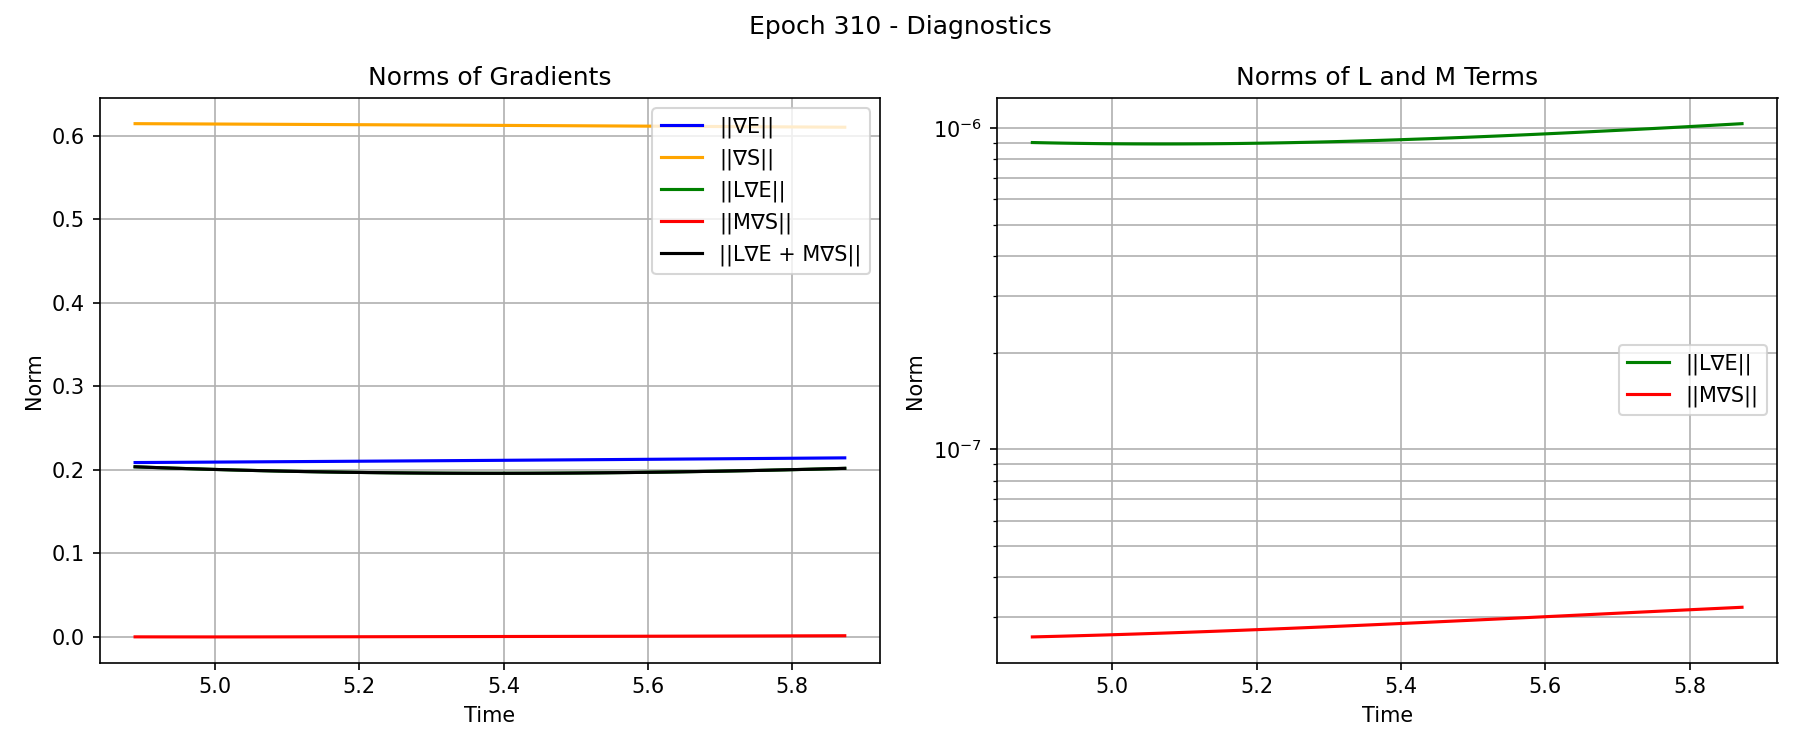 Epoch 310 - Diagnostics
Norms of Gradients
Norm
0.6
0.5
0.4
0.3
0.2
0.1
0.0
||∇E||
||∇S||
||L∇E||
||M∇S||
||L∇E + M∇S||
5.0 5.2 5.4 5.6 5.8
Time
Norms of L and M Terms
Norm
10⁻⁶
10⁻⁷
||L∇E||
||M∇S||
5.0 5.2 5.4 5.6 5.8
Time